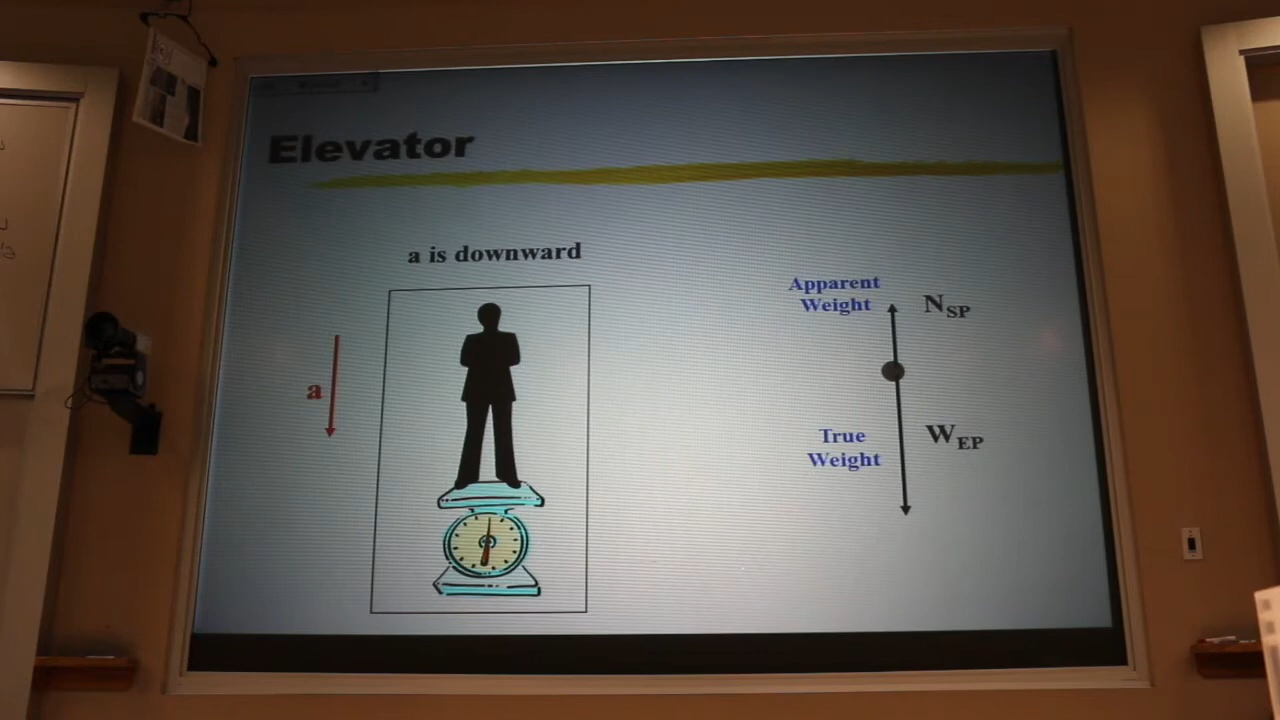 Elevator
a is downward
a
Apparent
Weight
N_SP
True
Weight
W_EP